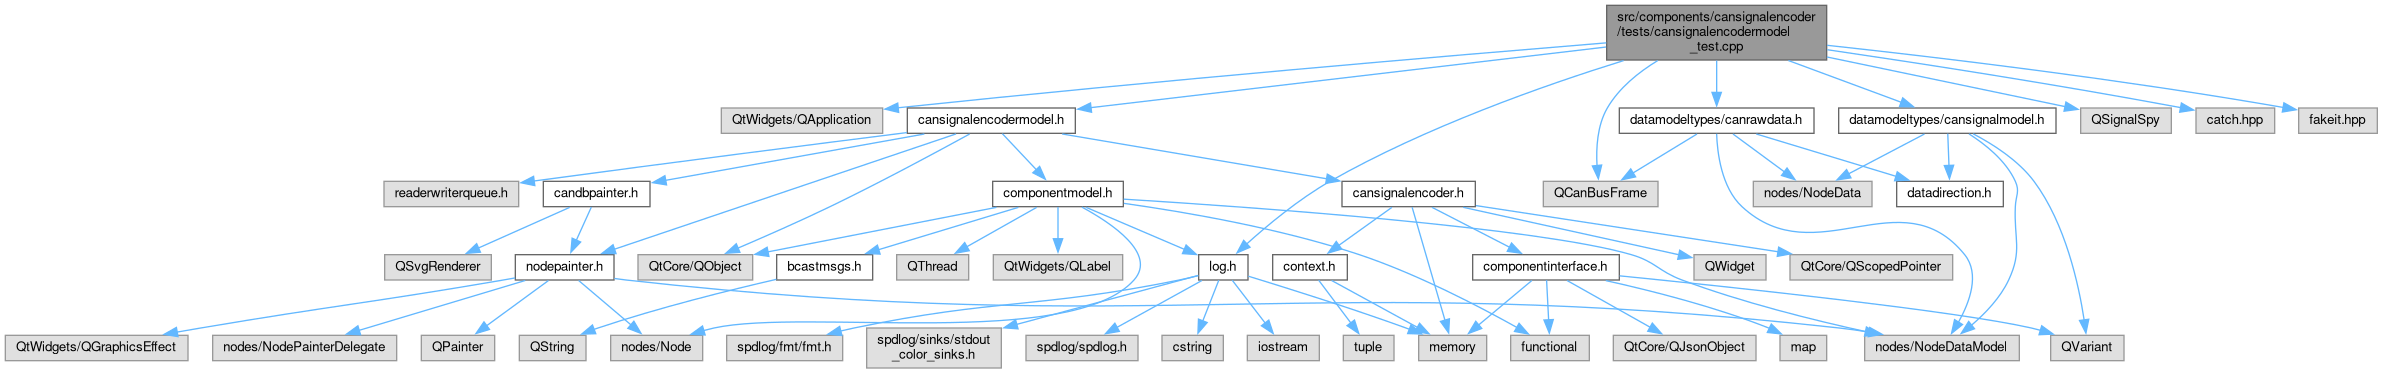 src/components/cansignalencoder
/tests/cansignalencodermodel
_test.cpp
QtWidgets/QApplication
cansignalencodermodel.h
datamodeltypes/canrawdata.h
datamodeltypes/cansignalmodel.h
QSignalSpy
catch.hpp
fakeit.hpp
readerwriterqueue.h
candbpainter.h
componentmodel.h
cansignalencoder.h
QCanBusFrame
nodes/NodeData
datadirection.h
QSvgRenderer
nodepainter.h
QtCore/QObject
bcastmsgs.h
QThread
QtWidgets/QLabel
log.h
context.h
componentinterface.h
QWidget
QtCore/QScopedPointer
QtWidgets/QGraphicsEffect
nodes/NodePainterDelegate
QPainter
QString
nodes/Node
spdlog/fmt/fmt.h
spdlog/sinks/stdout
_color_sinks.h
spdlog/spdlog.h
cstring
iostream
tuple
memory
functional
QtCore/QJsonObject
map
nodes/NodeDataModel
QVariant